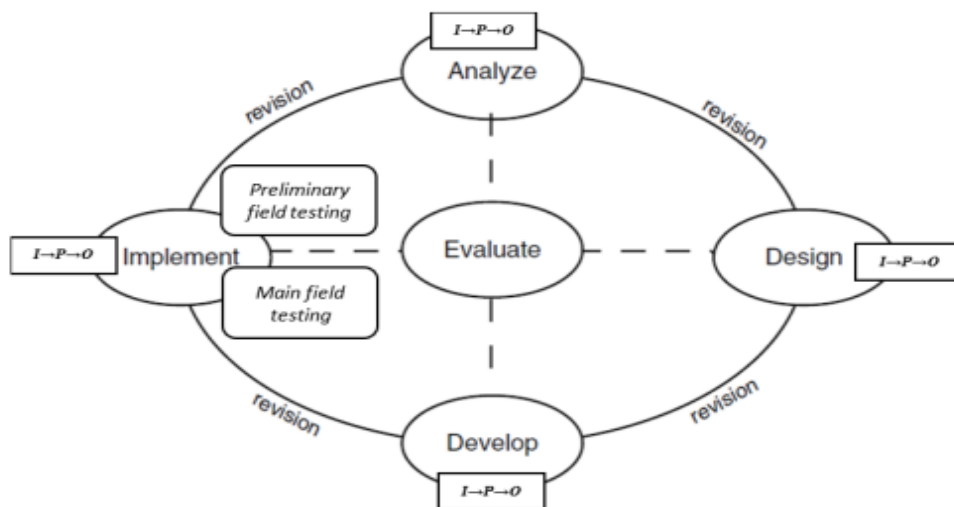 I→P→O
Analyze
revision
revision
Preliminary
field testing
I→P→O
Implement
Evaluate
Design
I→P→O
Main field
testing
revision
revision
Develop
I→P→O